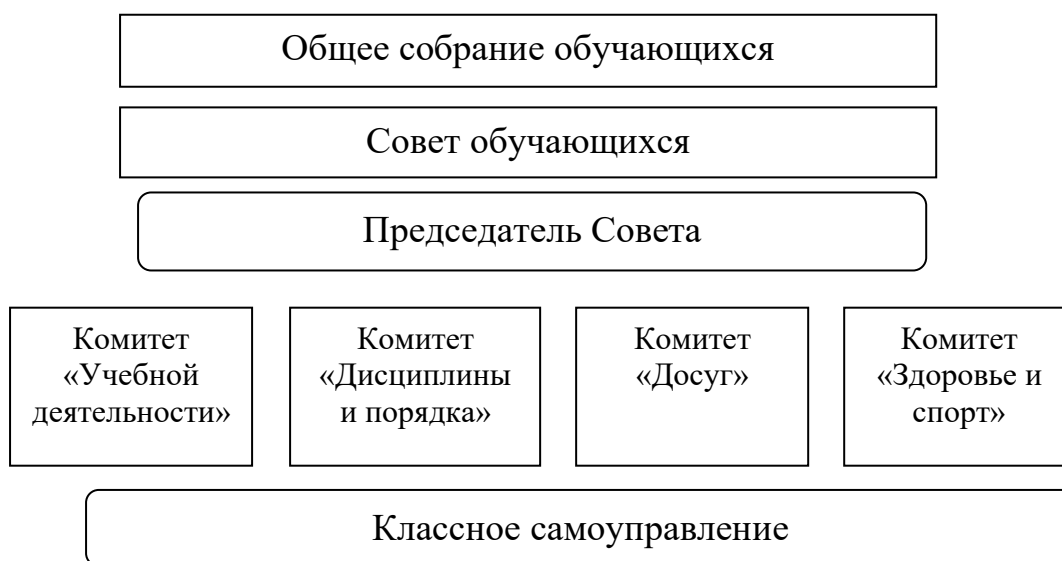 Общее собрание обучающихся
Совет обучающихся
Председатель Совета
Комитет
«Учебной
деятельности»
Комитет
«Дисциплины
и порядка»
Комитет
«Досуг»
Комитет
«Здоровье и
спорт»
Классное самоуправление